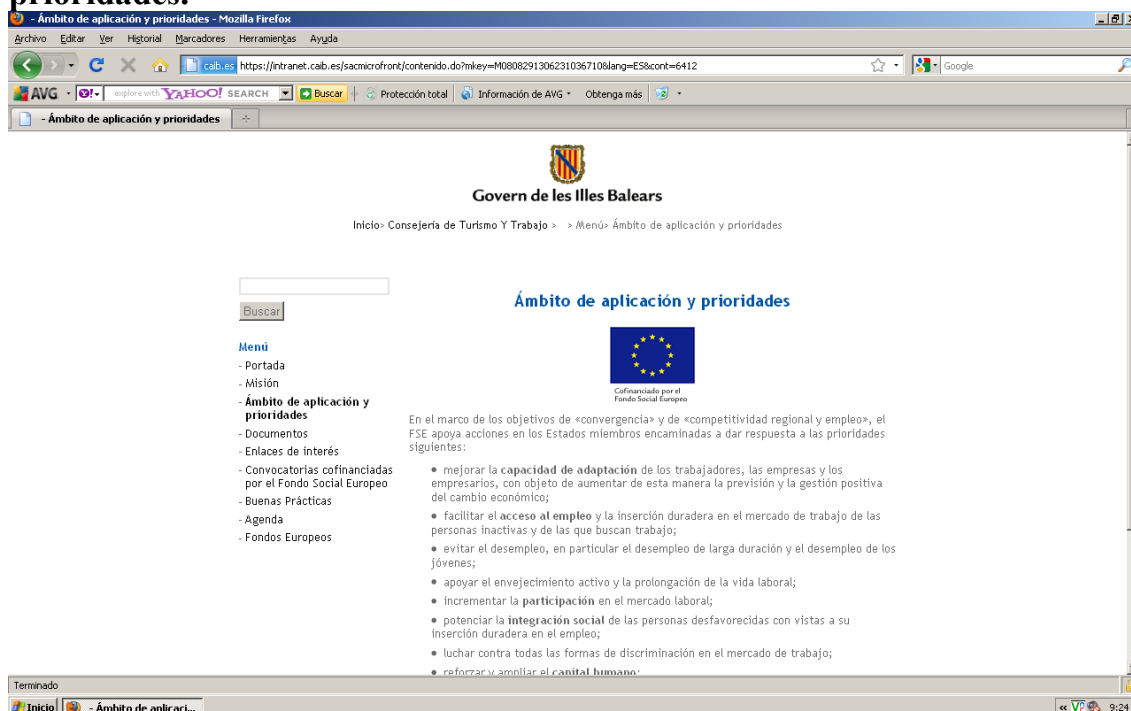 prioridades.
- Ámbito de aplicación y prioridades - Mozilla Firefox
Archivo Editar Ver Historial Marcadores Herramientas Ayuda
caib.es https://intranet.caib.es/sacmicrofront/contenido.do?mkey=M0808291306231036710&lang=ES&cont=6412
Google
AVG explore with YAHOO! SEARCH Buscar Protección total Información de AVG Obtenga más
- Ámbito de aplicación y prioridades
Govern de les Illes Balears
Inicio> Consejería de Turismo Y Trabajo > > Menú> Ámbito de aplicación y prioridades
Buscar
Menú
- Portada
- Misión
- Ámbito de aplicación y
prioridades
- Documentos
- Enlaces de interés
- Convocatorias cofinanciadas
por el Fondo Social Europeo
- Buenas Prácticas
- Agenda
- Fondos Europeos
Ámbito de aplicación y prioridades
Cofinanciado por el
Fondo Social Europeo
En el marco de los objetivos de «convergencia» y de «competitividad regional y empleo», el
FSE apoya acciones en los Estados miembros encaminadas a dar respuesta a las prioridades
siguientes:
• mejorar la capacidad de adaptación de los trabajadores, las empresas y los
empresarios, con objeto de aumentar de esta manera la previsión y la gestión positiva
del cambio económico;
• facilitar el acceso al empleo y la inserción duradera en el mercado de trabajo de las
personas inactivas y de las que buscan trabajo;
• evitar el desempleo, en particular el desempleo de larga duración y el desempleo de los
jóvenes;
• apoyar el envejecimiento activo y la prolongación de la vida laboral;
• incrementar la participación en el mercado laboral;
• potenciar la integración social de las personas desfavorecidas con vistas a su
inserción duradera en el empleo;
• luchar contra todas las formas de discriminación en el mercado de trabajo;
• reforzar y ampliar el capital humano;
Terminado
Inicio - Ámbito de aplicaci... 9:24